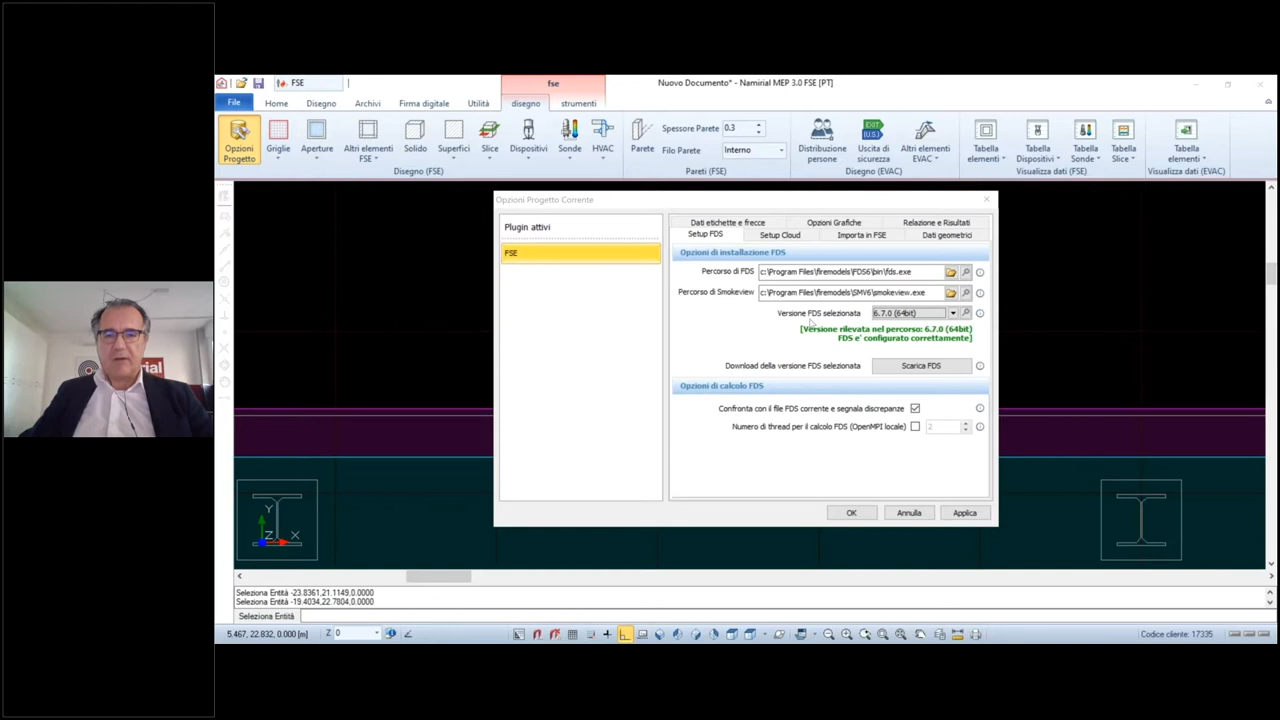 FSE
fse
Nuovo Documento* - Namirial MEP 3.0 FSE [PT]
File
Home
Disegno
Archivi
Firma digitale
Utilità
disegno
strumenti
Opzioni
Progetto
Griglie
Aperture
Altri elementi
FSE
Solido
Superfici
Slice
Dispositivi
Sonde
HVAC
Parete
Spessore Parete 0.3
Filo Parete Interno
Distribuzione
persone
EXIT
(U.S.)
Uscita di
sicurezza
Altri elementi
EVAC
Tabella
elementi
Tabella
Dispositivi
Tabella
Sonde
Tabella
Slice
Tabella
elementi
Disegno (FSE)
Pareti (FSE)
Disegno (EVAC)
Visualizza dati (FSE)
Visualizza dati (EVAC)
Opzioni Progetto Corrente
Plugin attivi
FSE
Dati etichette e frecce
Opzioni Grafiche
Relazione e Risultati
Setup FDS
Setup Cloud
Importa in FSE
Dati geometrici
Opzioni di installazione FDS
Percorso di FDS c:\Program Files\firemodels\FDS6\bin\fds.exe
Percorso di Smokeview c:\Program Files\firemodels\SMV6\smokeview.exe
Versione FDS selezionata 6.7.0 (64bit)
[Versione rilevata nel percorso: 6.7.0 (64bit)
FDS e' configurato correttamente]
Download della versione FDS selezionata Scarica FDS
Opzioni di calcolo FDS
Confronta con il file FDS corrente e segnala discrepanze
Numero di thread per il calcolo FDS (OpenMPI locale) 2
OK
Annulla
Applica
Y
Z
X
Seleziona Entità -23.8361,21.1149,0.0000
Seleziona Entità -19.4034,22.7804,0.0000
Seleziona Entità
5.467, 22.832, 0.000 [m]
Z 0
Codice cliente: 17335